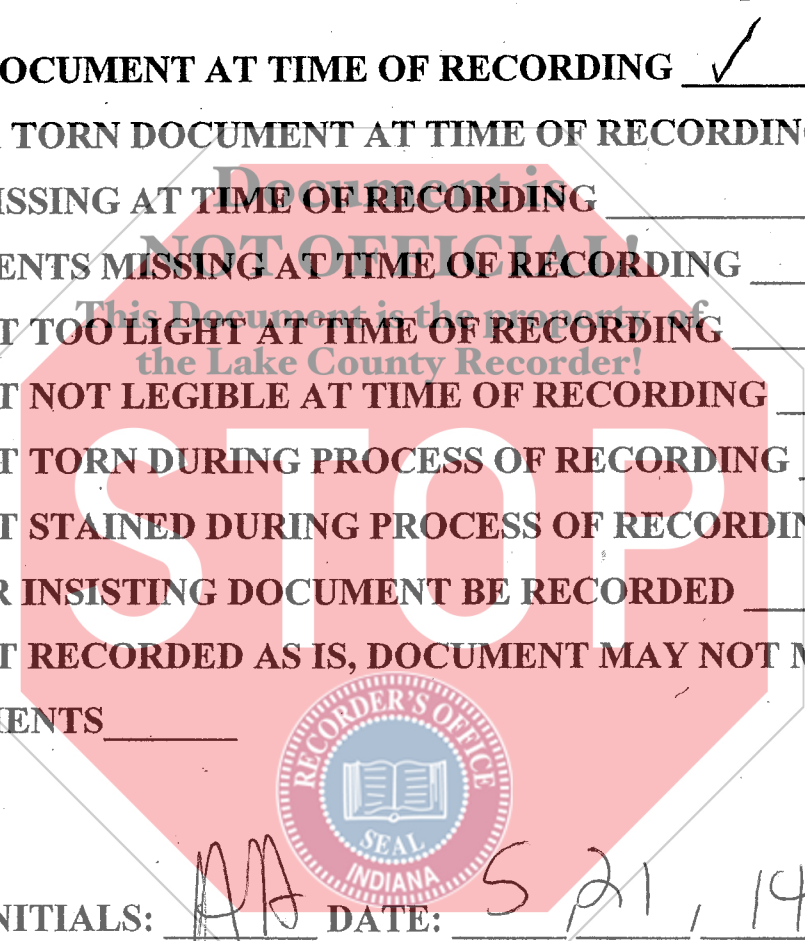 OCUMENT AT TIME OF RECORDING ✓
TORN DOCUMENT AT TIME OF RECORDING
Document is
ISSING AT TIME OF RECORDING
NOT OFFICIAL!
ENTS MISSING AT TIME OF RECORDING
This Document is the property of
T TOO LIGHT AT TIME OF RECORDING
the Lake County Recorder!
T NOT LEGIBLE AT TIME OF RECORDING
T TORN DURING PROCESS OF RECORDING
T STAINED DURING PROCESS OF RECORDIN
STOP
R INSISTING DOCUMENT BE RECORDED
T RECORDED AS IS, DOCUMENT MAY NOT M
MENTS
RECORDER'S OFFICE
SEAL
INDIANA
NITIALS: DATE: 5 21, 14